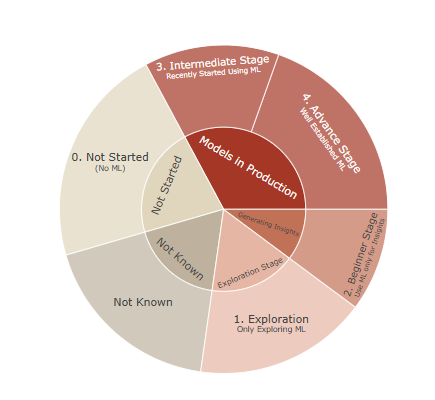 3. Intermediate Stage
Recently Started Using ML
4. Advance Stage
Well Established ML
Models in Production
0. Not Started
(No ML)
Not Started
Generating Insights
2. Beginner Stage
Use ML only for Insights
Not Known
Exploration Stage
Not Known
1. Exploration
Only Exploring ML